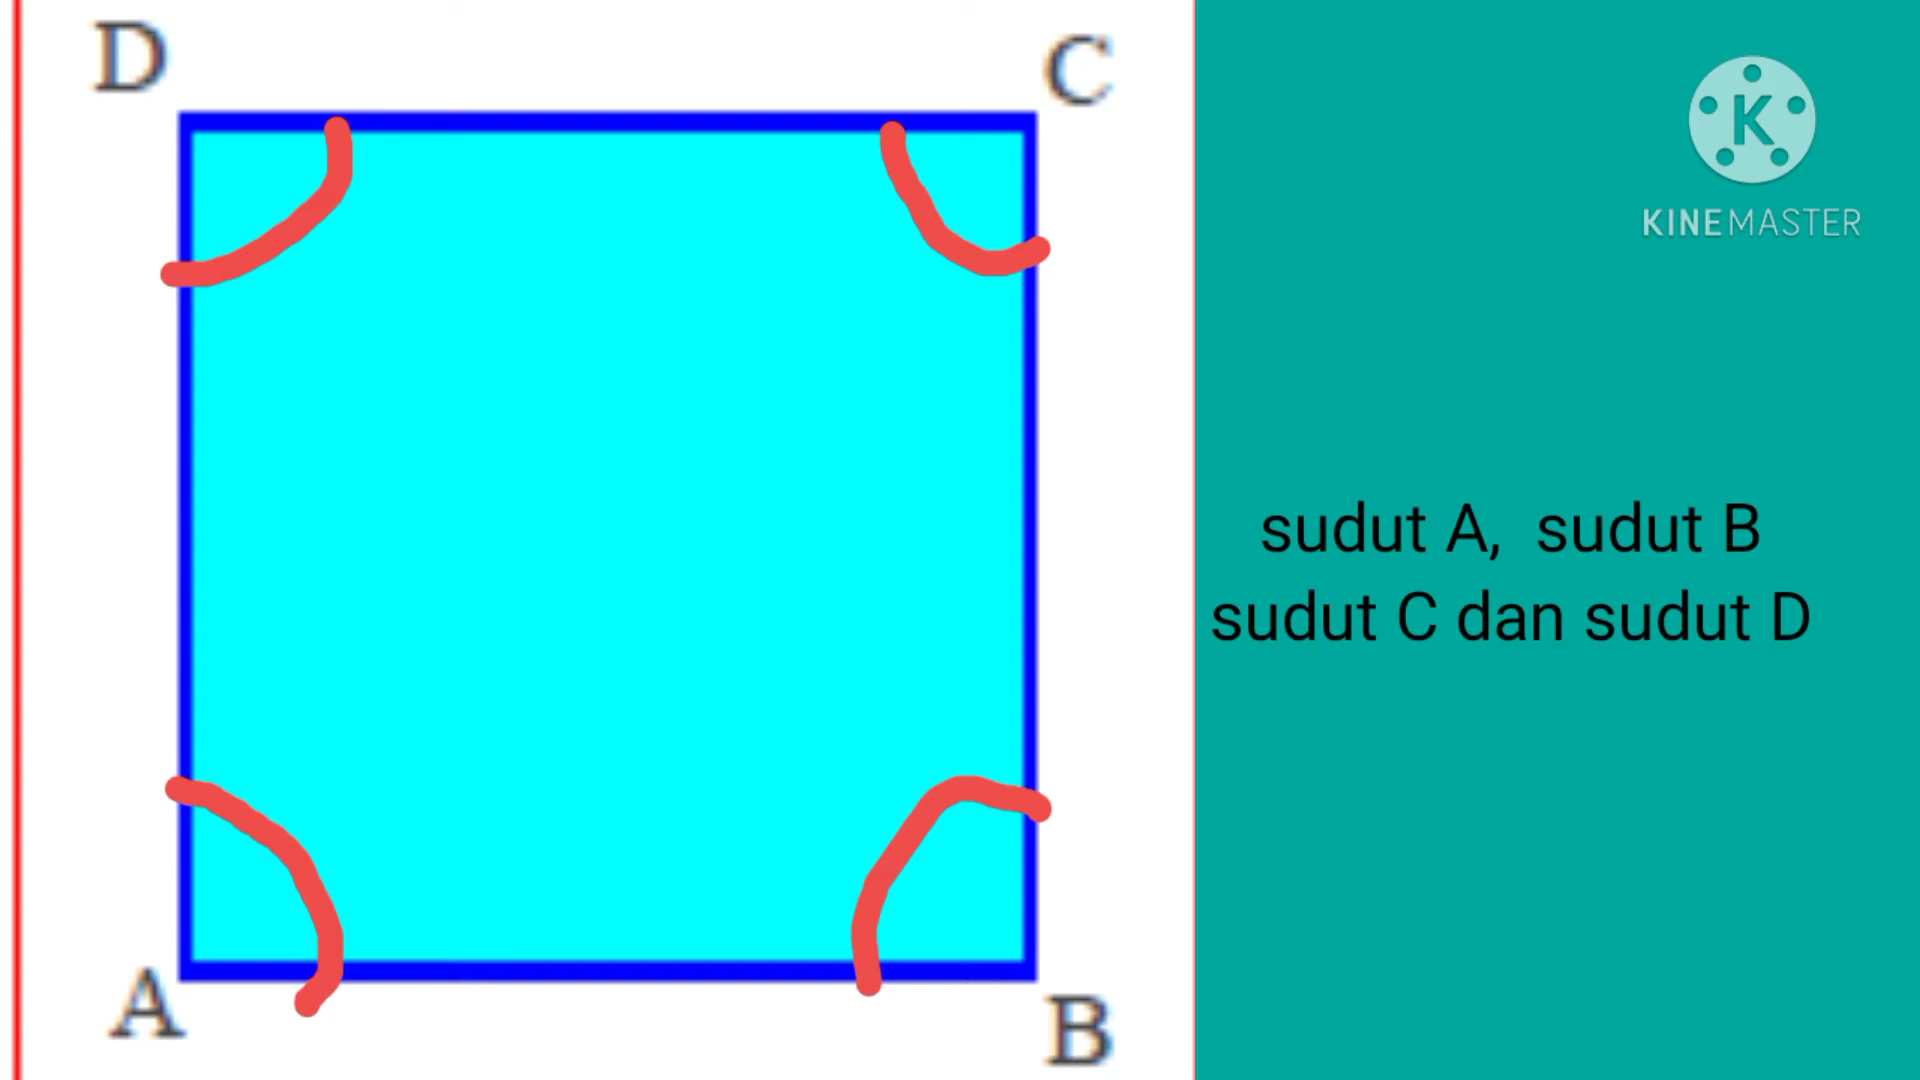 D
C
K
KINEMASTER
sudut A, sudut B
sudut C dan sudut D
A
B